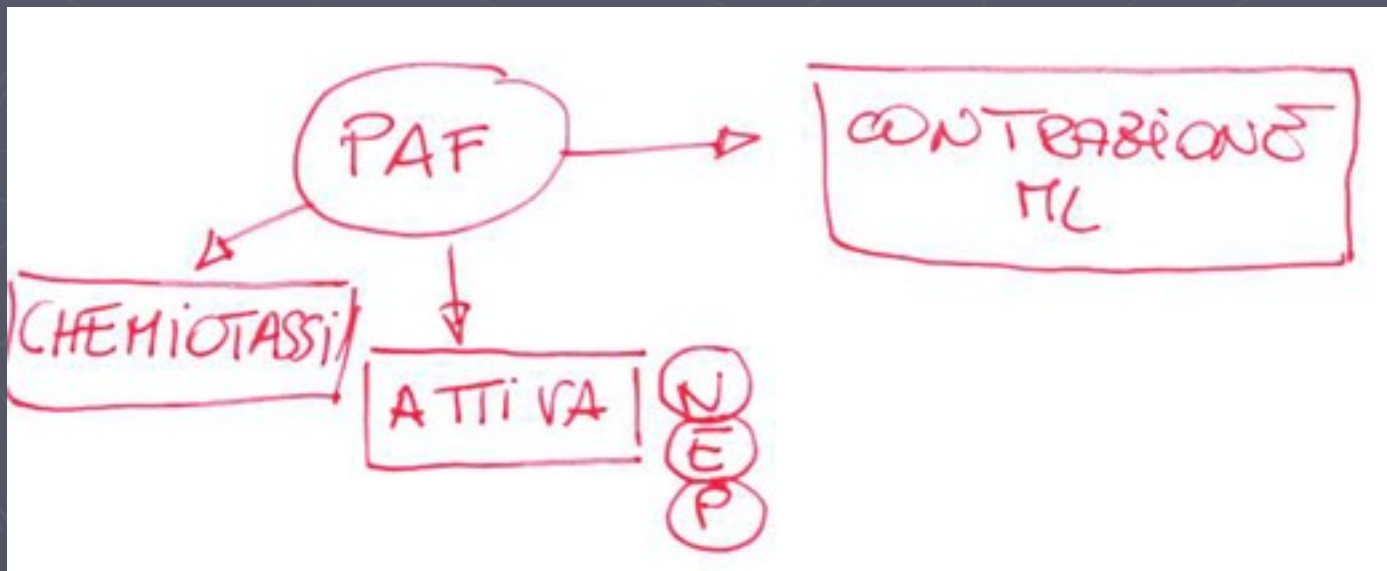 PAF
CONTRAZIONE
ML
CHEMIOTASSI
ATTIVA
N
E
P